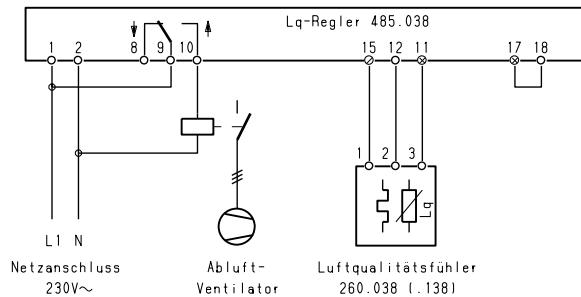 Lq-Regler 485.038
1 2 8 9 10 15 12 11 17 18
1 2 3
Lq
L1 N
Netzanschluss
230V~
Abluft-
Ventilator
Luftqualitätsfühler
260.038 (.138)